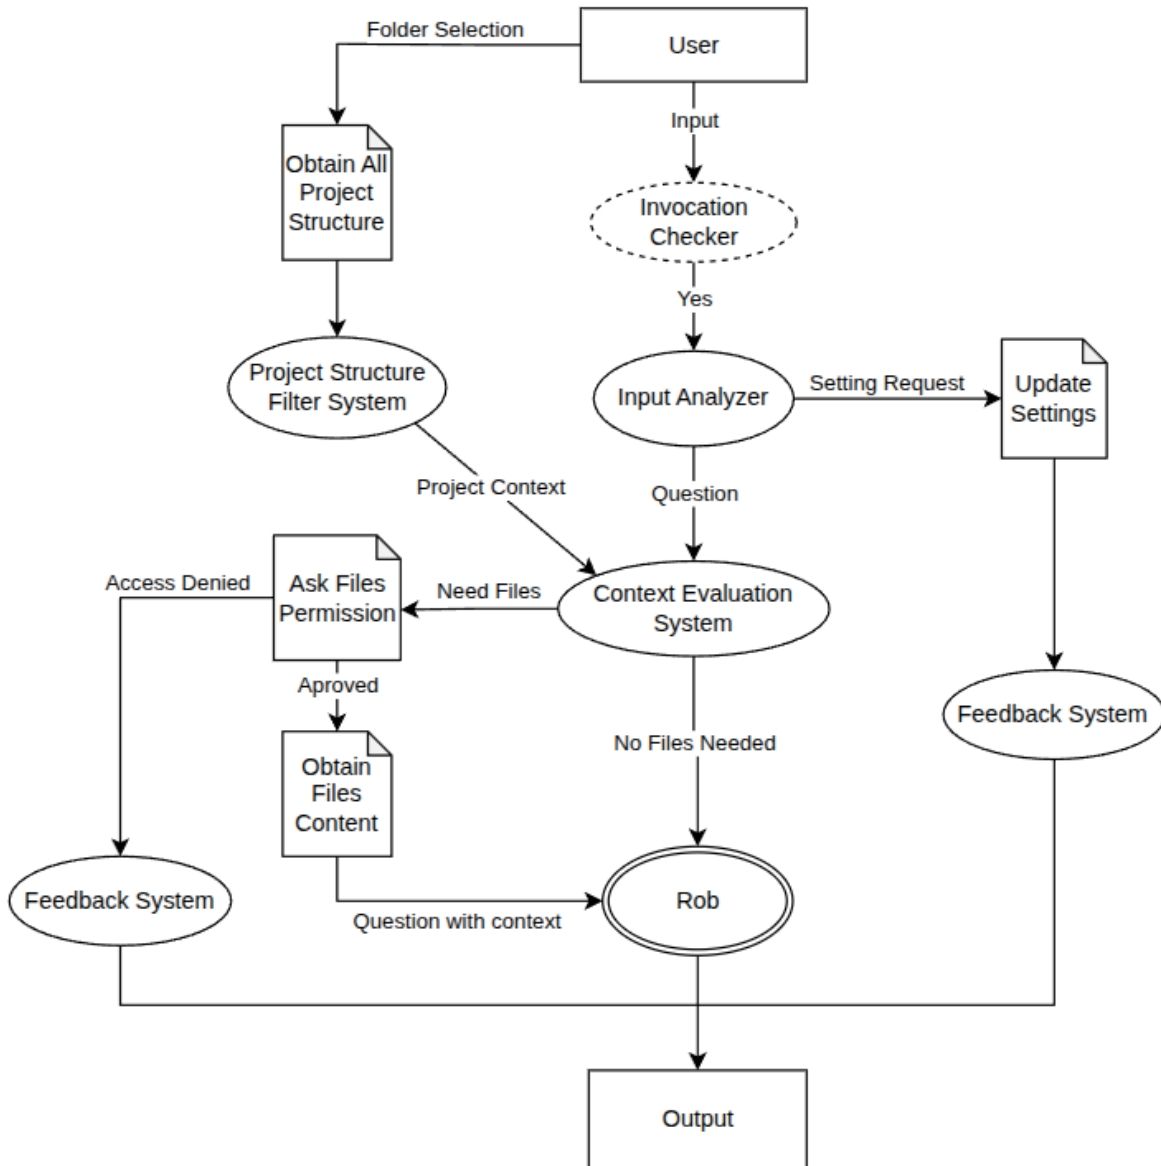 Folder Selection
User
Input
Obtain All
Project
Structure
Invocation
Checker
Yes
Project Structure
Filter System
Input Analyzer
Setting Request
Update
Settings
Project Context
Question
Access Denied
Ask Files
Permission
Need Files
Context Evaluation
System
Aproved
Feedback System
No Files Needed
Obtain
Files
Content
Feedback System
Question with context
Rob
Output